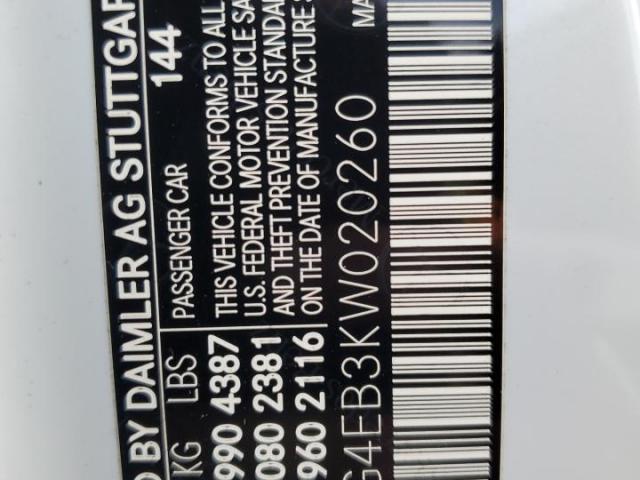 D BY DAIMLER AG STUTTGAR
144
KG LBS PASSENGER CAR
990 4387 THIS VEHICLE CONFORMS TO ALL
080 2381 U.S. FEDERAL MOTOR VEHICLE SA
960 2116 AND THEFT PREVENTION STANDA
ON THE DATE OF MANUFACTURE S
G4EB3KW020260
MA